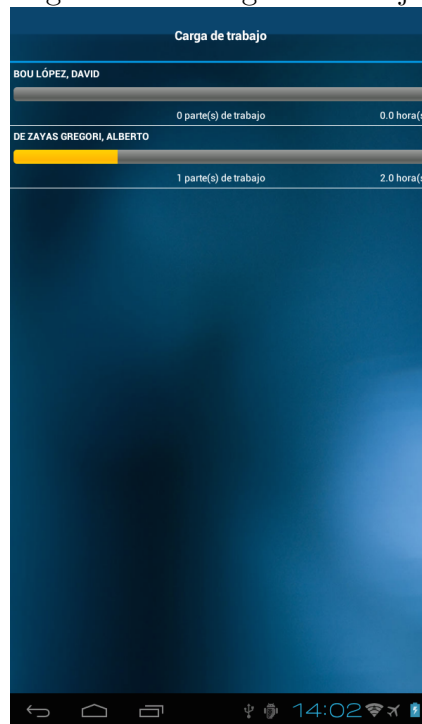 Carga de trabajo
BOU LÓPEZ, DAVID
0 parte(s) de trabajo 0.0 hora(s
DE ZAYAS GREGORI, ALBERTO
1 parte(s) de trabajo 2.0 hora(s
14:02